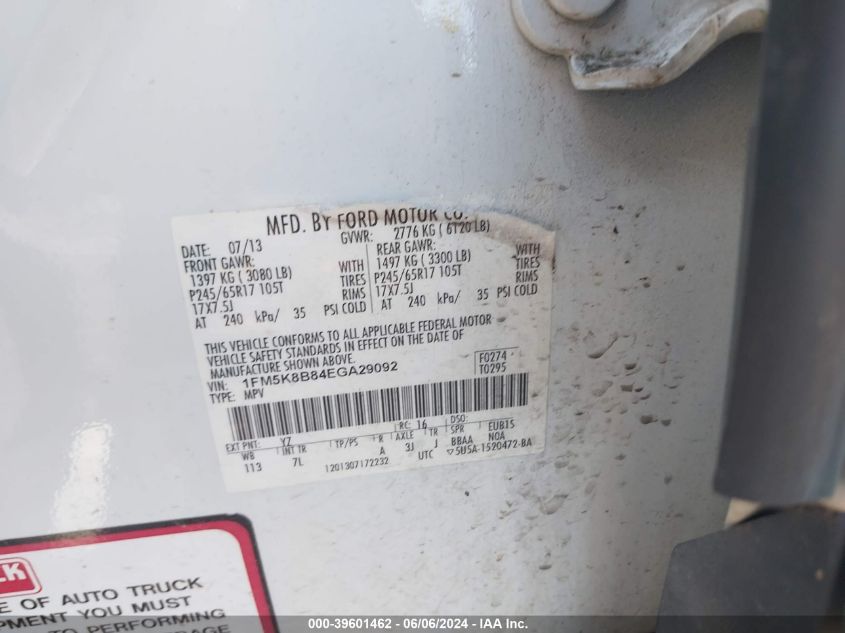 MFD. BY FORD MOTOR CO.
DATE: 07/13 GVWR: 2776 KG ( 6120 LB)
FRONT GAWR: REAR GAWR:
1397 KG ( 3080 LB) WITH 1497 KG ( 3300 LB) WITH
P245/65R17 105T TIRES P245/65R17 105T TIRES
17X7.5J RIMS 17X7.5J RIMS
AT 240 kPa/ 35 PSI COLD AT 240 kPa/ 35 PSI COLD
THIS VEHICLE CONFORMS TO ALL APPLICABLE FEDERAL MOTOR
VEHICLE SAFETY STANDARDS IN EFFECT ON THE DATE OF
MANUFACTURE SHOWN ABOVE.
VIN: 1FM5K8B84EGA29092 F0274
TYPE: MPV T0295
EXT PNT: YZ RC: 16 DSO:
WB INT TR TP/PS R AXLE TR SPR EUB15
113 7L A 3J J BBAA NOA
1201307172232 UTC ▽5U5A-1520472-BA
LK
E OF AUTO TRUCK
PMENT YOU MUST
TO PERFORMING
000-39601462 - 06/06/2024 - IAA Inc.